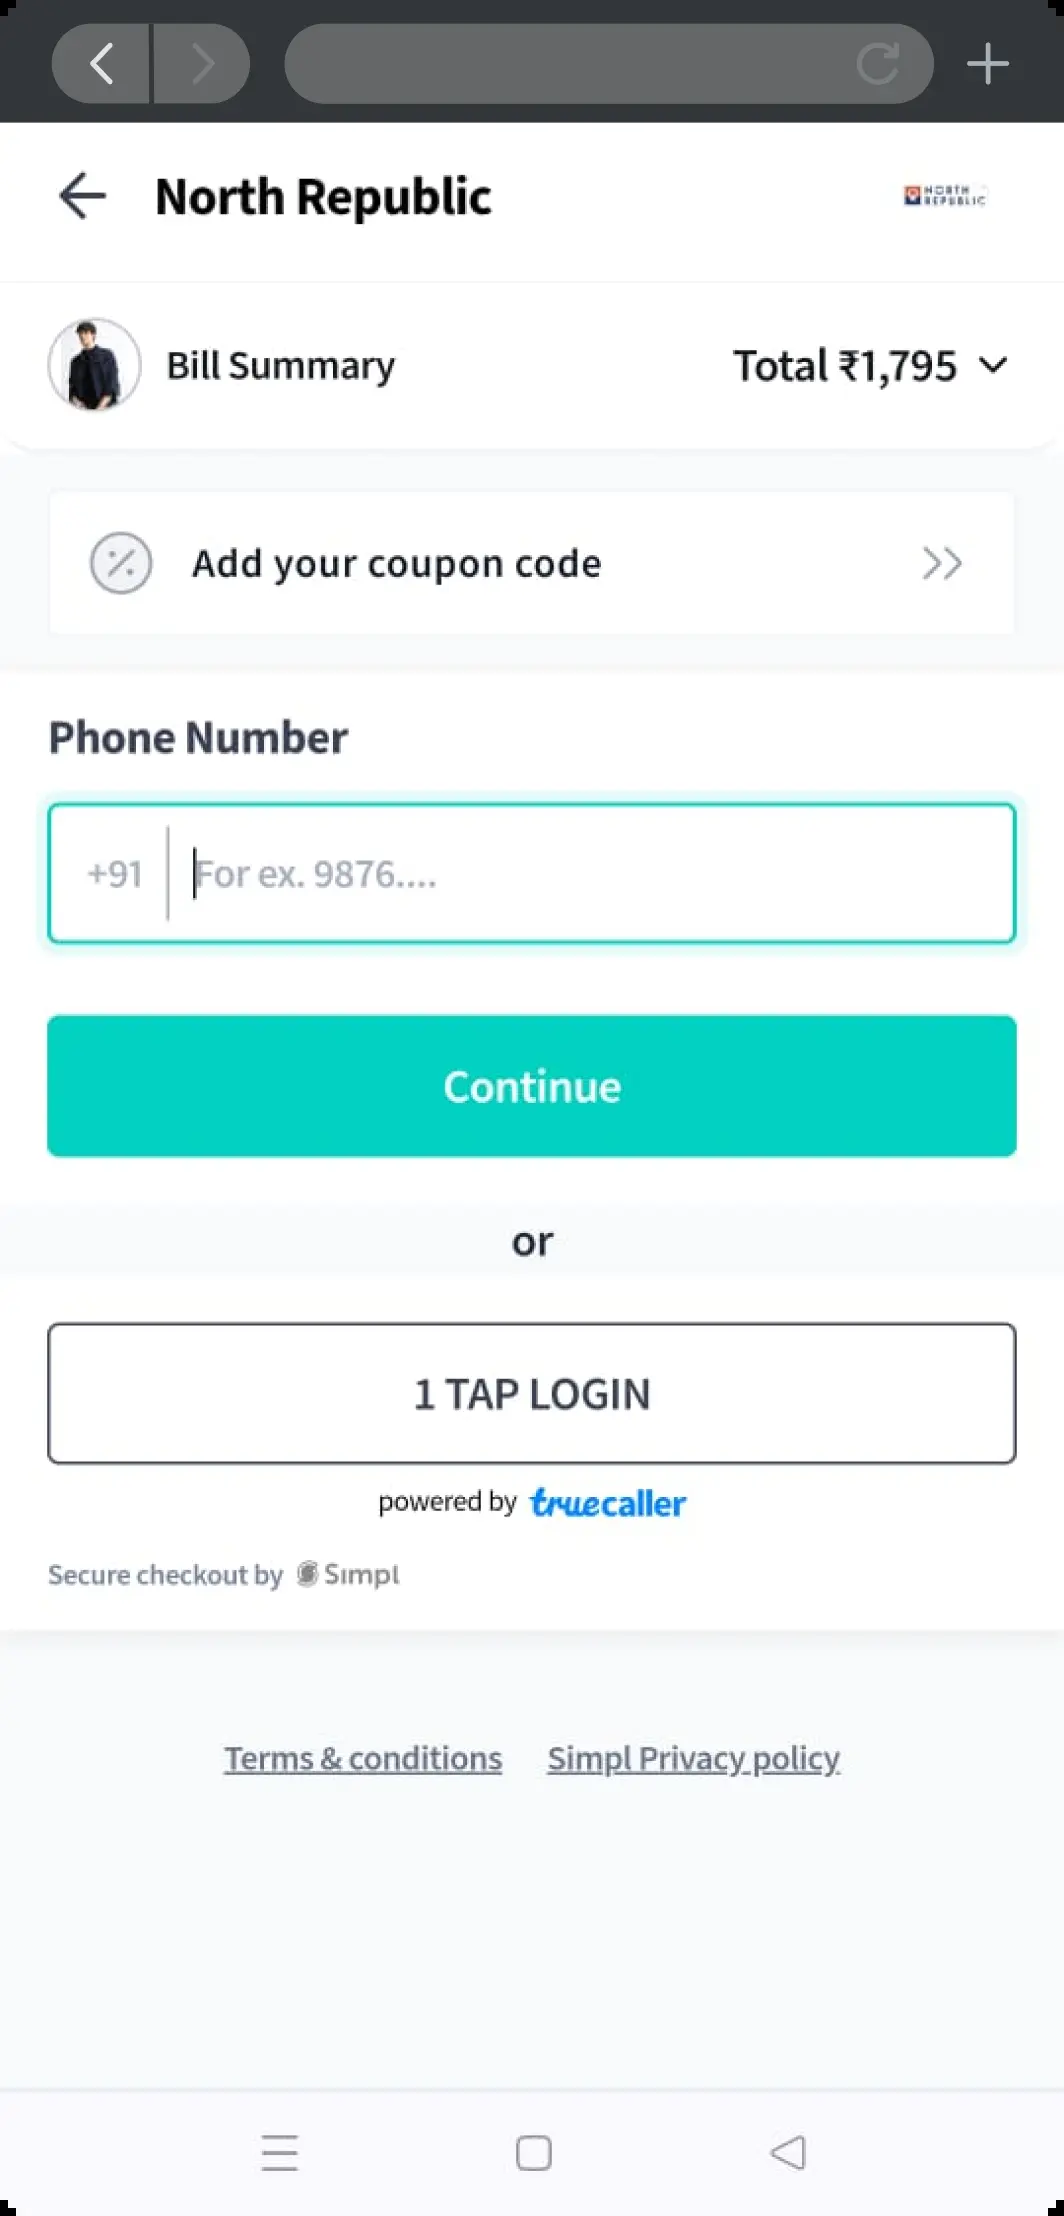 North Republic
NORTH
REPUBLIC
Bill Summary
Total ₹1,795
Add your coupon code
Phone Number
+91
For ex. 9876....
Continue
or
1 TAP LOGIN
powered by truecaller
Secure checkout by Simpl
Terms & conditions Simpl Privacy policy